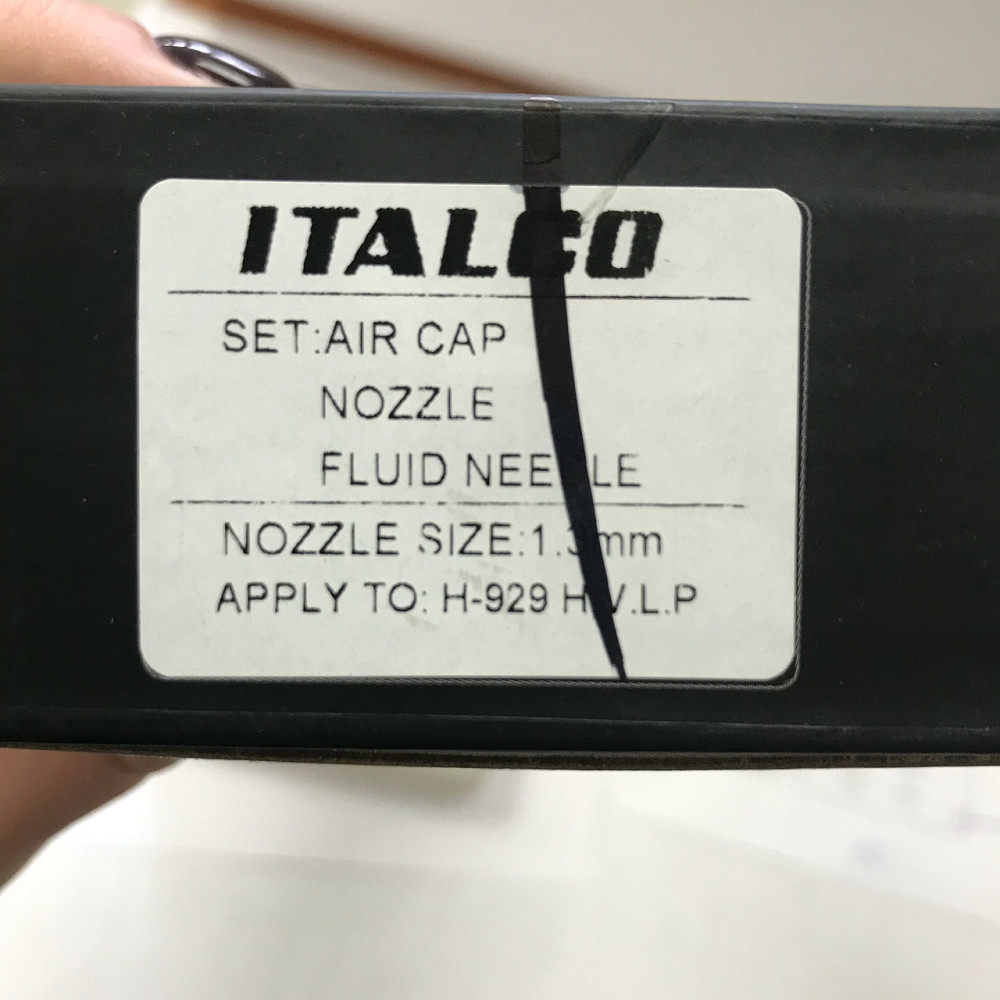 ITALCO
SET:AIR CAP
NOZZLE
FLUID NEEDLE
NOZZLE SIZE:1.3mm
APPLY TO: H-929 H.V.L.P